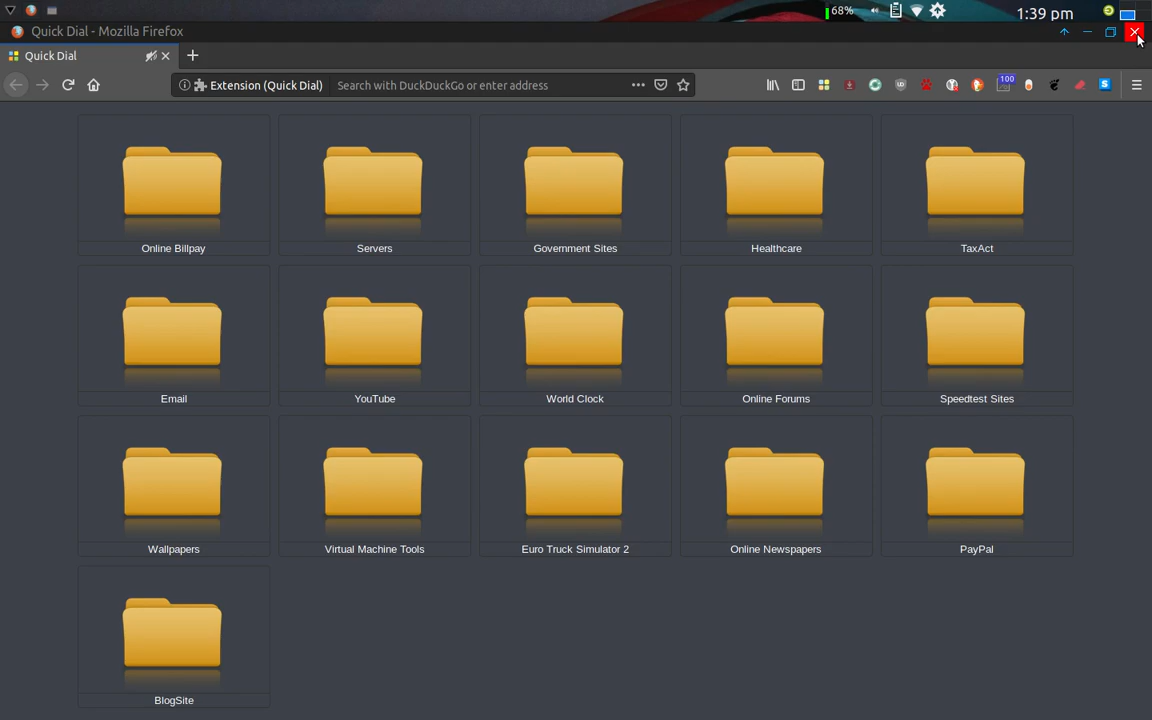 68%
1:39 pm
Quick Dial - Mozilla Firefox
Quick Dial
Extension (Quick Dial)
Search with DuckDuckGo or enter address
100
S
Online Billpay
Servers
Government Sites
Healthcare
TaxAct
Email
YouTube
World Clock
Online Forums
Speedtest Sites
Wallpapers
Virtual Machine Tools
Euro Truck Simulator 2
Online Newspapers
PayPal
BlogSite